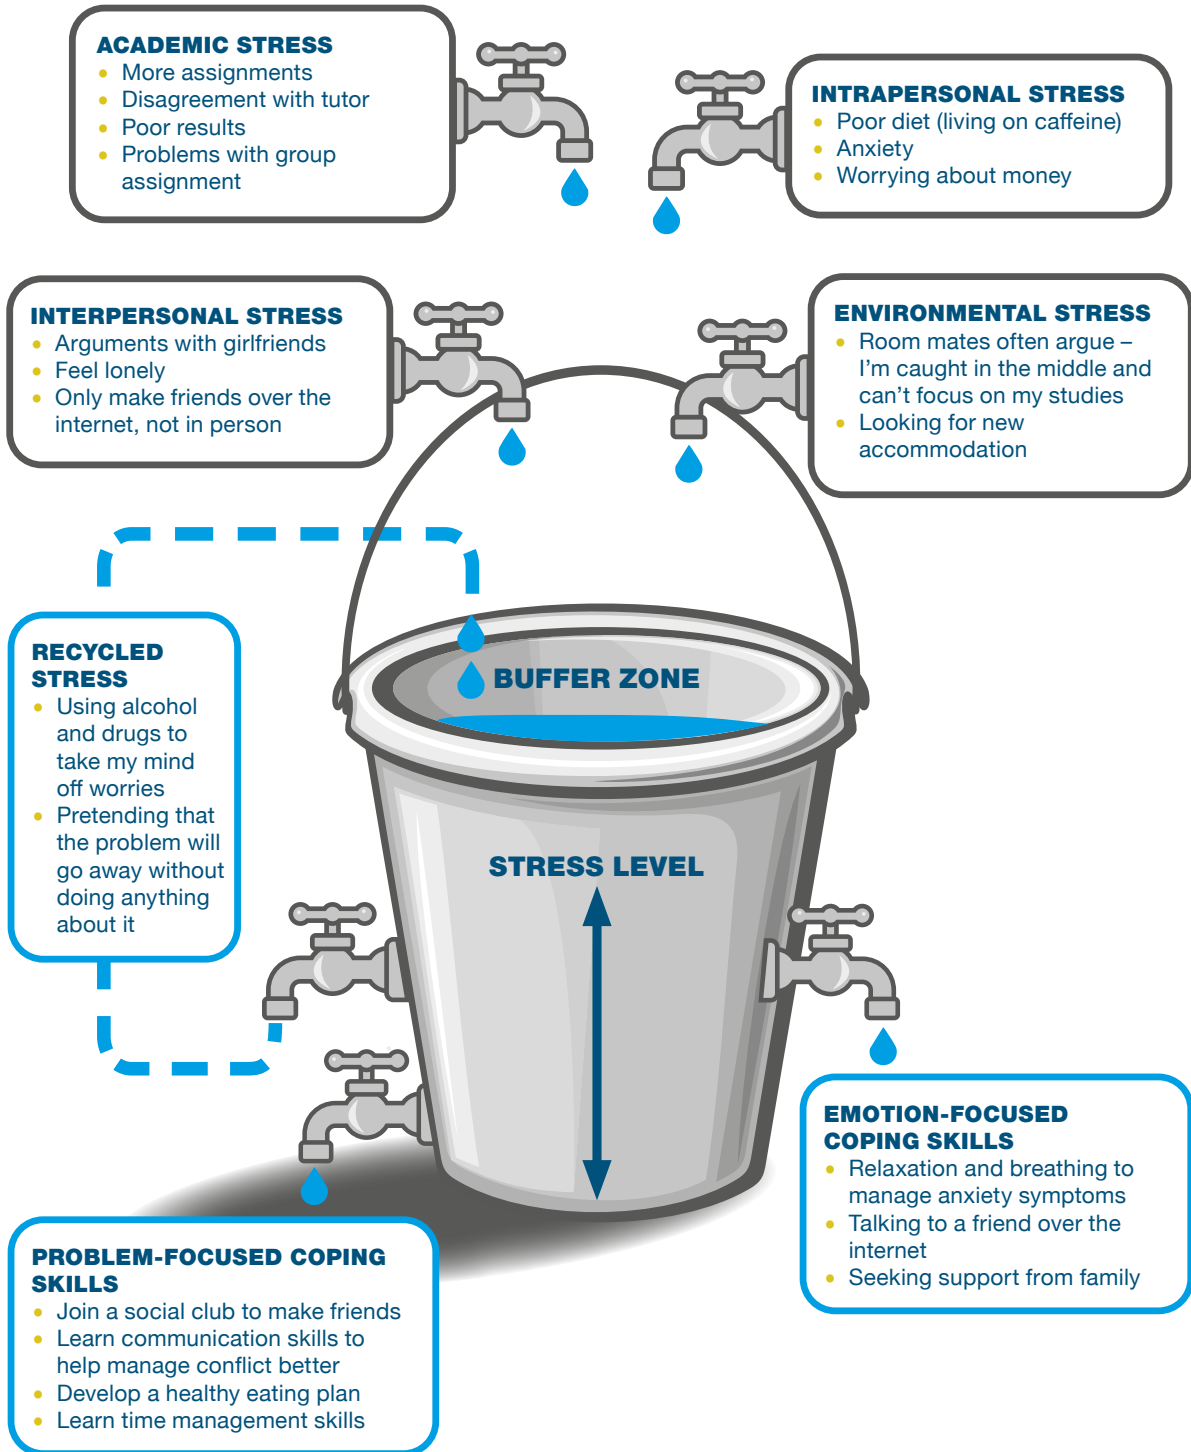 ACADEMIC STRESS
• More assignments
• Disagreement with tutor
• Poor results
• Problems with group
assignment
INTRAPERSONAL STRESS
• Poor diet (living on caffeine)
• Anxiety
• Worrying about money
INTERPERSONAL STRESS
• Arguments with girlfriends
• Feel lonely
• Only make friends over the
internet, not in person
ENVIRONMENTAL STRESS
• Room mates often argue –
I'm caught in the middle and
can't focus on my studies
• Looking for new
accommodation
RECYCLED
STRESS
• Using alcohol
and drugs to
take my mind
off worries
• Pretending that
the problem will
go away without
doing anything
about it
BUFFER ZONE
STRESS LEVEL
EMOTION-FOCUSED
COPING SKILLS
• Relaxation and breathing to
manage anxiety symptoms
• Talking to a friend over the
internet
• Seeking support from family
PROBLEM-FOCUSED COPING
SKILLS
• Join a social club to make friends
• Learn communication skills to
help manage conflict better
• Develop a healthy eating plan
• Learn time management skills